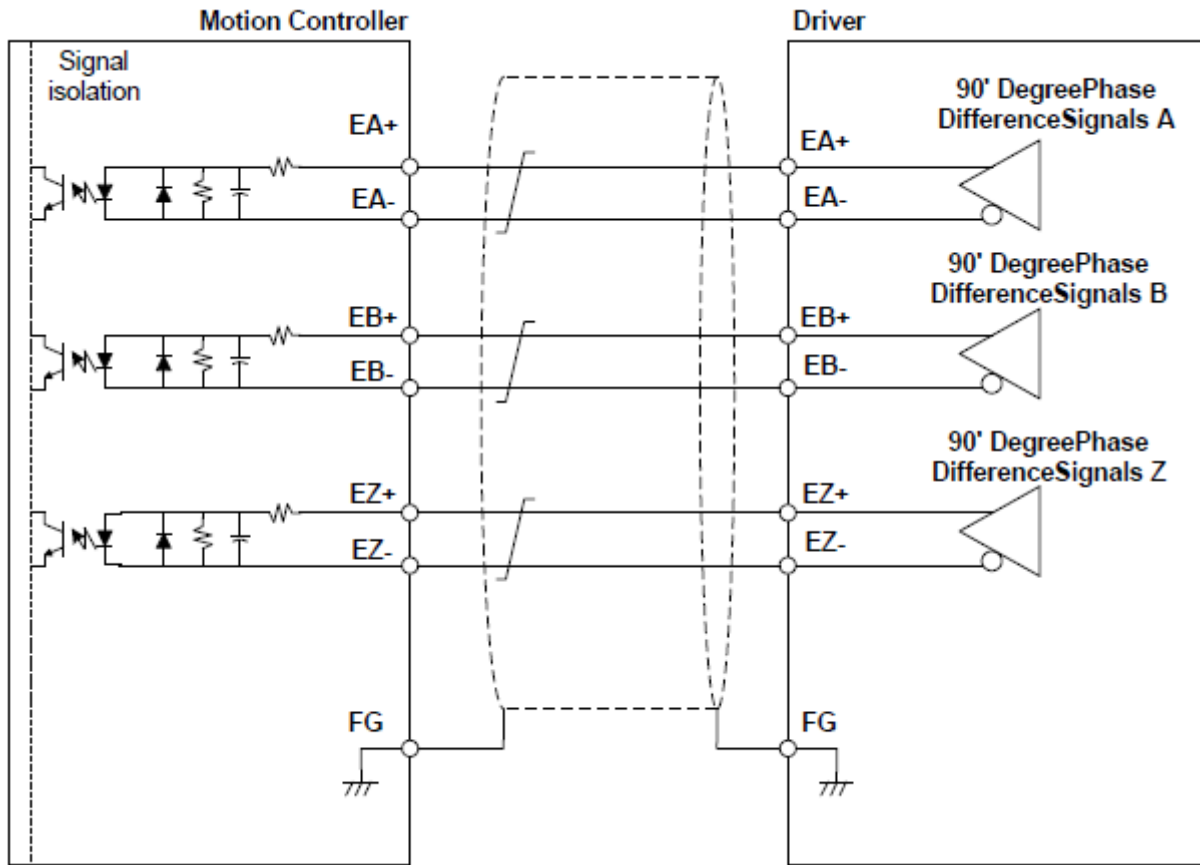 Motion Controller
Driver
Signal
isolation
90' DegreePhase
DifferenceSignals A
EA+
EA+
EA-
EA-
90' DegreePhase
DifferenceSignals B
EB+
EB+
EB-
EB-
90' DegreePhase
DifferenceSignals Z
EZ+
EZ+
EZ-
EZ-
FG
FG